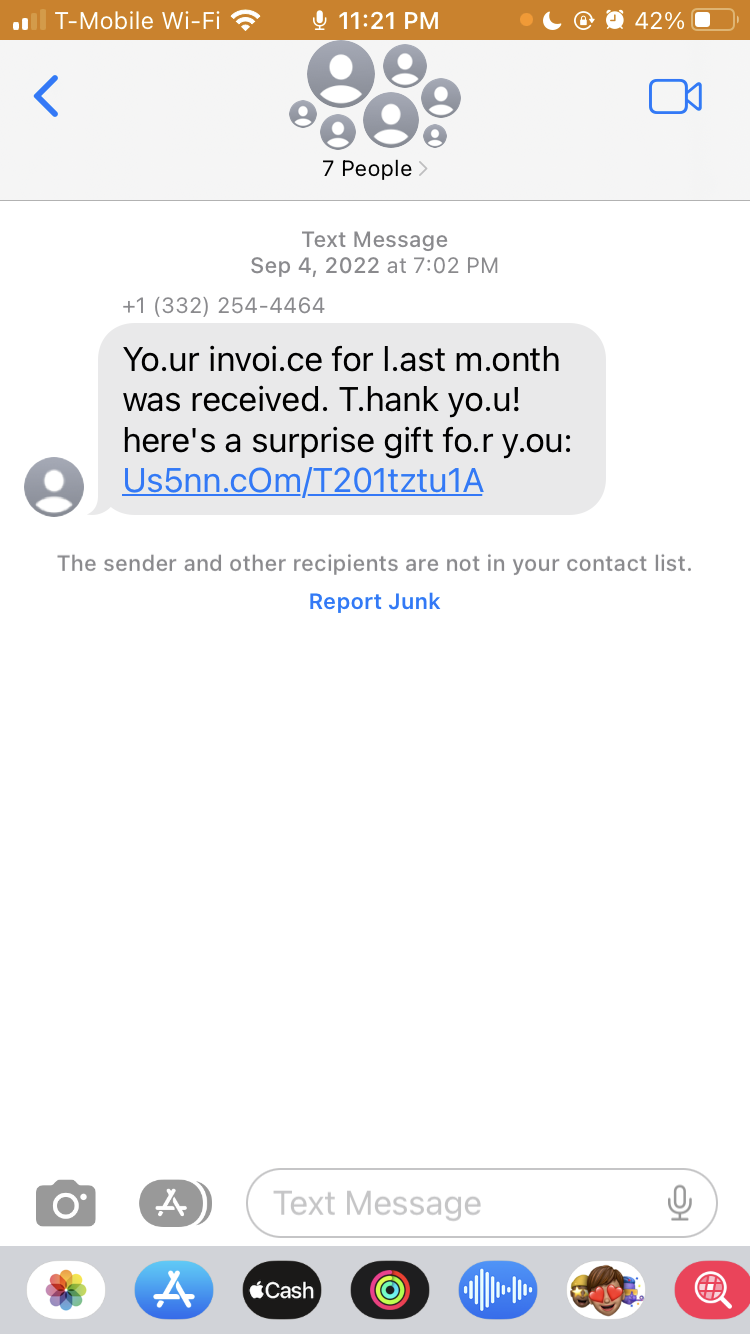 T-Mobile Wi-Fi 11:21 PM 42%
7 People
Text Message
Sep 4, 2022 at 7:02 PM
+1 (332) 254-4464
Yo.ur invoi.ce for l.ast m.onth
was received. T.hank yo.u!
here's a surprise gift fo.r y.ou:
Us5nn.cOm/T201tztu1A
The sender and other recipients are not in your contact list.
Report Junk
Text Message
Cash